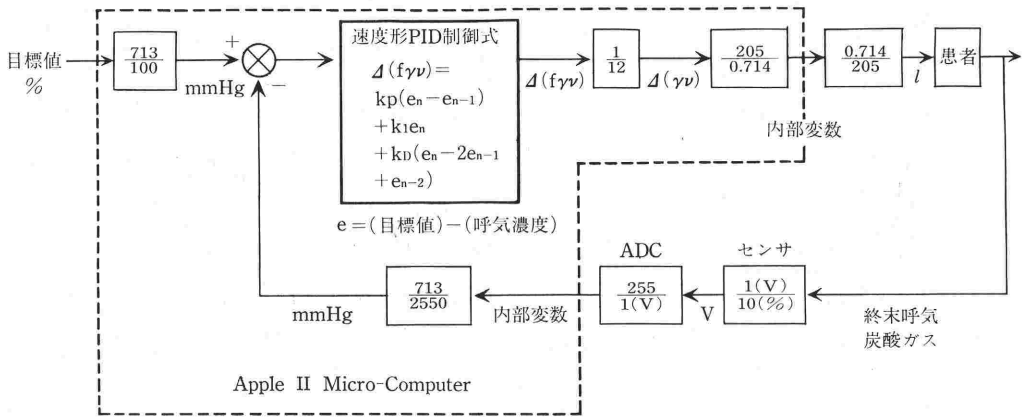 目標値
%
713
100
mmHg
+
−
速度形PID制御式
Δ(fγν)=
kp(en−en−1)
+k1en
+kD(en−2en−1
+en−2)
e=(目標値)−(呼気濃度)
Δ(fγν)
1
12
Δ(γν)
205
0.714
内部変数
0.714
205
l
患者
終末呼気
炭酸ガス
センサ
1(V)
10(%)
V
ADC
255
1(V)
内部変数
713
2550
mmHg
Apple II Micro-Computer